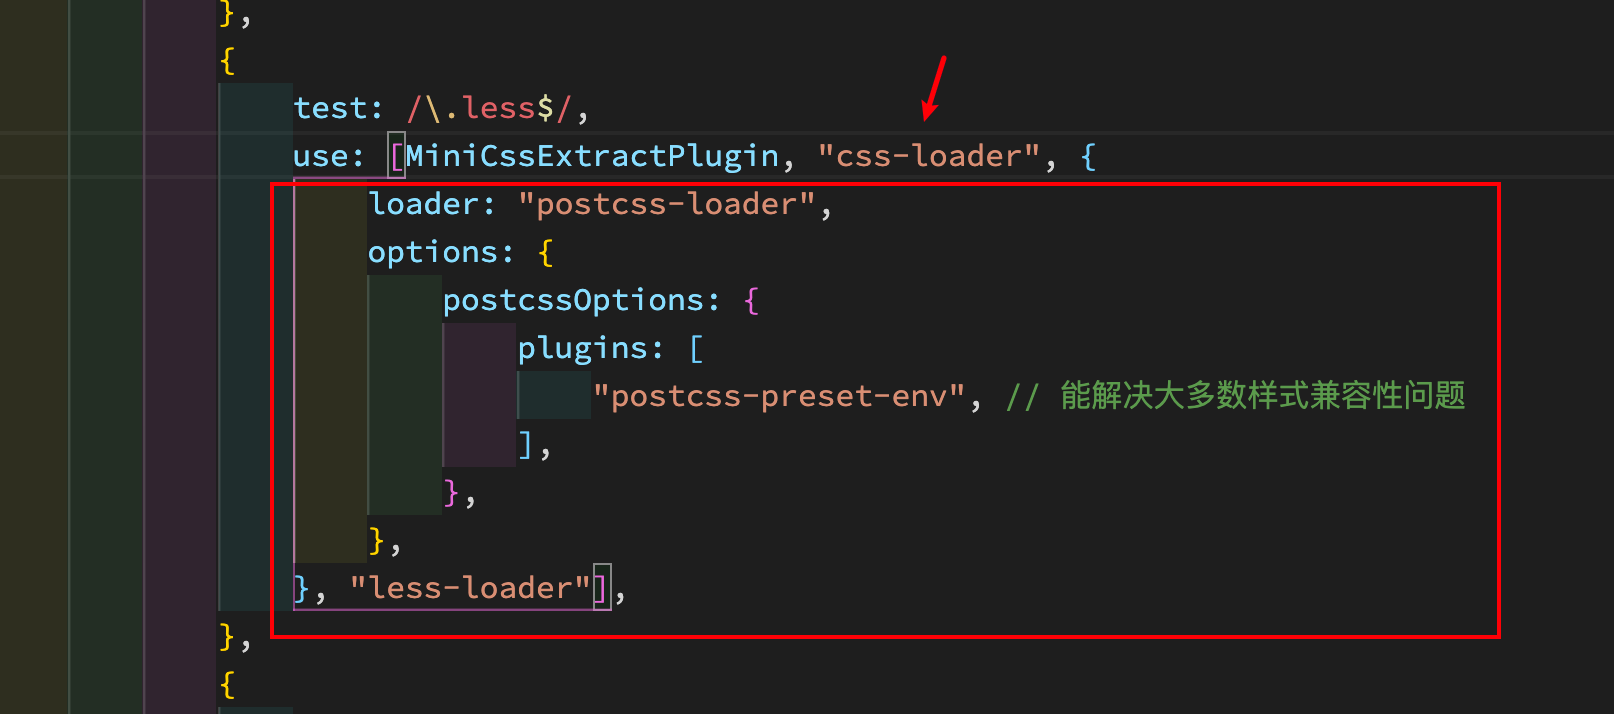 },
{
test: /\.less$/,
use: [MiniCssExtractPlugin, "css-loader", {
loader: "postcss-loader",
options: {
postcssOptions: {
plugins: [
"postcss-preset-env", // 能解决大多数样式兼容性问题
],
},
},
}, "less-loader"],
},
{